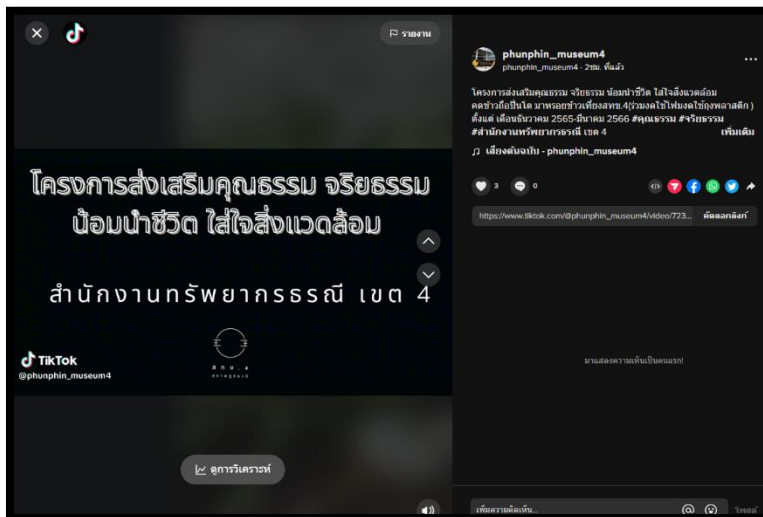 รายงาน
โครงการส่งเสริมคุณธรรม จริยธรรม
น้อมนำชีวิต ใส่ใจสิ่งแวดล้อม
สำนักงานทรัพยากรธรณี เขต 4
สทข.4
TikTok
@phunphin_museum4
ดูการวิเคราะห์
phunphin_museum4
phunphin_museum4 · 2ชม. ที่แล้ว
โครงการส่งเสริมคุณธรรม จริยธรรม น้อมนำชีวิต ใส่ใจสิ่งแวดล้อม
คดข้าวถือปิ่นโต มาหรอยข้าวเที่ยงสทข.4(ร่วมงดใช้โฟมงดใช้ถุงพลาสติก )
ตั้งแต่ เดือนธันวาคม 2565-มีนาคม 2566 #คุณธรรม #จริยธรรม
#สำนักงานทรัพยากรธรณี เขต 4 เพิ่มเติม
เสียงต้นฉบับ - phunphin_museum4
3 0
https://www.tiktok.com/@phunphin_museum4/video/723... คัดลอกลิงก์
มาแสดงความเห็นเป็นคนแรก!
เพิ่มความคิดเห็น... โพสต์